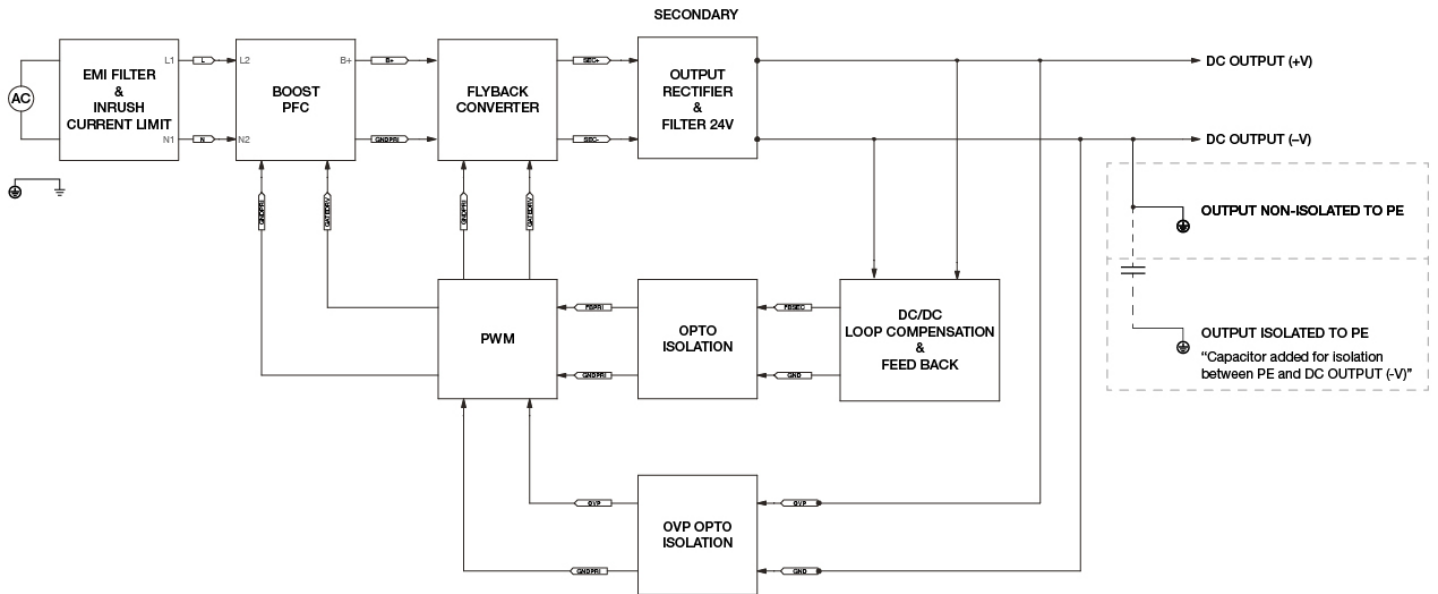 SECONDARY
AC
EMI FILTER
&
INRUSH
CURRENT LIMIT
L1
N1
L
N
L2
N2
BOOST
PFC
B+
B+
GNDPRI
FLYBACK
CONVERTER
SEC+
SEC-
OUTPUT
RECTIFIER
&
FILTER 24V
DC OUTPUT (+V)
DC OUTPUT (–V)
GNDPRI
GATEDRV
GNDPRI
GATEDRV
OUTPUT NON-ISOLATED TO PE
OUTPUT ISOLATED TO PE
“Capacitor added for isolation
between PE and DC OUTPUT (-V)”
PWM
FBPRI
GNDPRI
OPTO
ISOLATION
FBSEC
GND
DC/DC
LOOP COMPENSATION
&
FEED BACK
OVP
GNDPRI
OVP OPTO
ISOLATION
OVP
GND